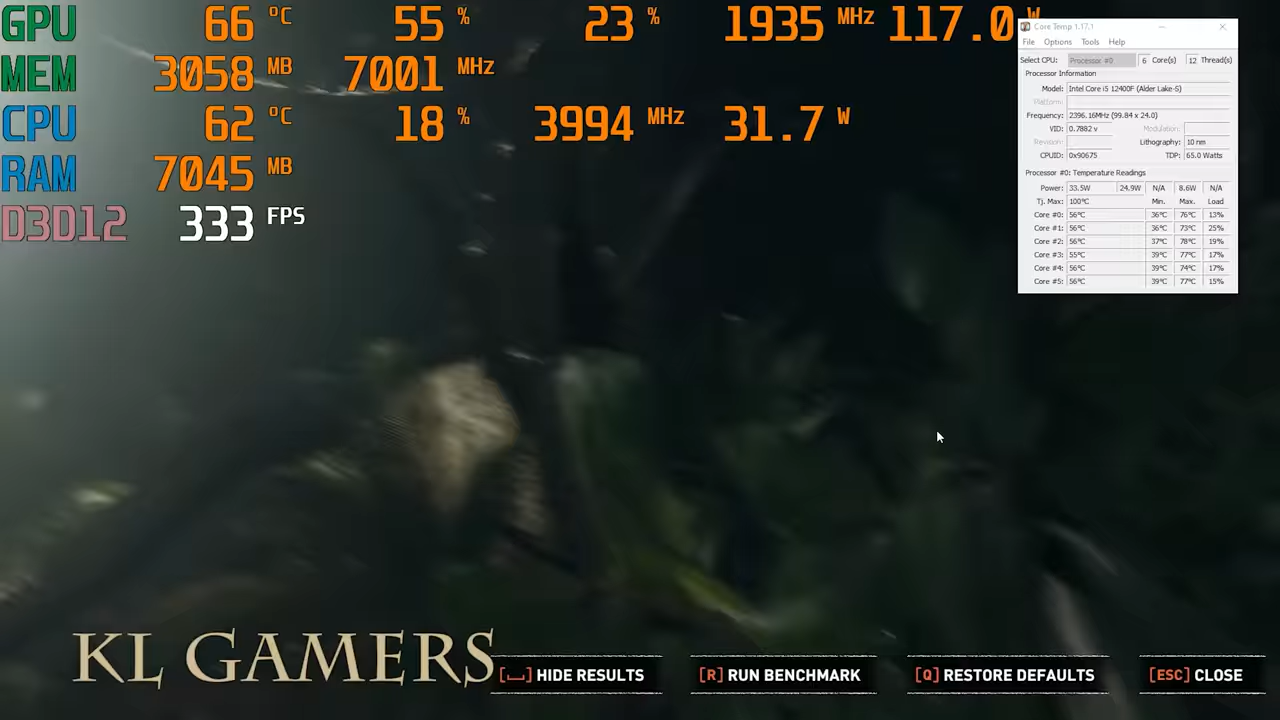 GPU 66 °C 55 % 23 % 1935 MHz 117.0 W
MEM 3058 MB 7001 MHz
CPU 62 °C 18 % 3994 MHz 31.7 W
RAM 7045 MB
D3D12 333 FPS
Core Temp 1.17.1
File Options Tools Help
Select CPU: Processor #0 6 Core(s) 12 Thread(s)
Processor Information
Model: Intel Core i5 12400F (Alder Lake-S)
Platform:
Frequency: 2396.16MHz (99.84 x 24.0)
VID: 0.7882 v Modulation:
Revision: Lithography: 10 nm
CPUID: 0x90675 TDP: 65.0 Watts
Processor #0: Temperature Readings
Power: 33.5W 24.9W N/A 8.6W N/A
Tj. Max: 100°C Min. Max. Load
Core #0: 56°C 36°C 76°C 13%
Core #1: 56°C 36°C 73°C 25%
Core #2: 56°C 37°C 78°C 19%
Core #3: 55°C 39°C 77°C 17%
Core #4: 56°C 39°C 74°C 17%
Core #5: 56°C 39°C 77°C 15%
KL GAMERS
[⎵] HIDE RESULTS [R] RUN BENCHMARK [Q] RESTORE DEFAULTS [ESC] CLOSE